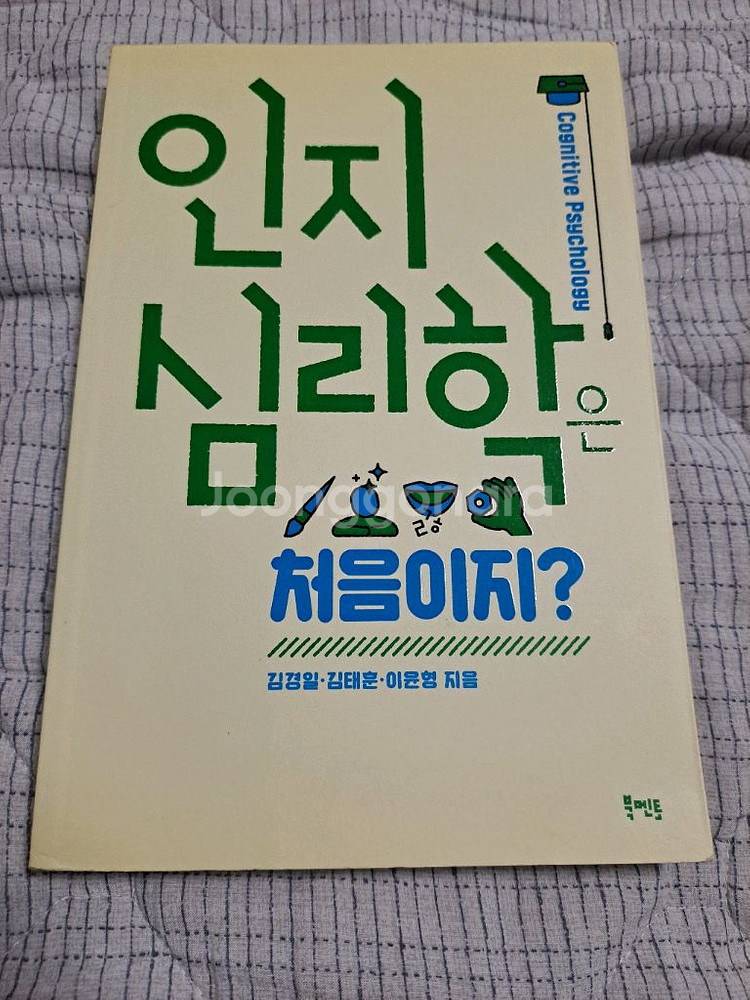 인지
Cognitive Psychology
심리학은
Joonggonara
처음이지?
김경일·김태훈·이윤형 지음
북멘토